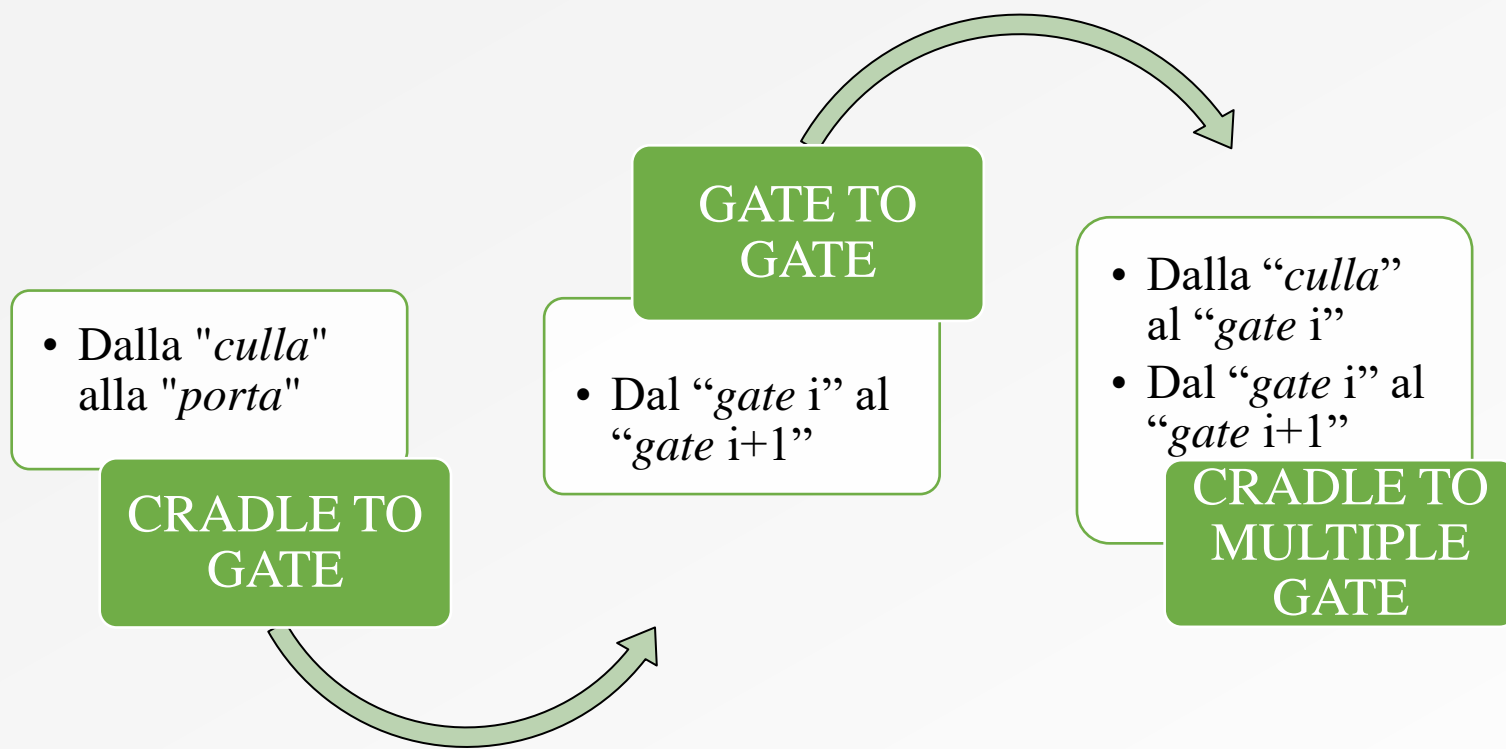 • Dalla "culla"
alla "porta"
CRADLE TO
GATE
GATE TO
GATE
• Dal “gate i” al
“gate i+1”
• Dalla “culla”
al “gate i”
• Dal “gate i” al
“gate i+1”
CRADLE TO
MULTIPLE
GATE